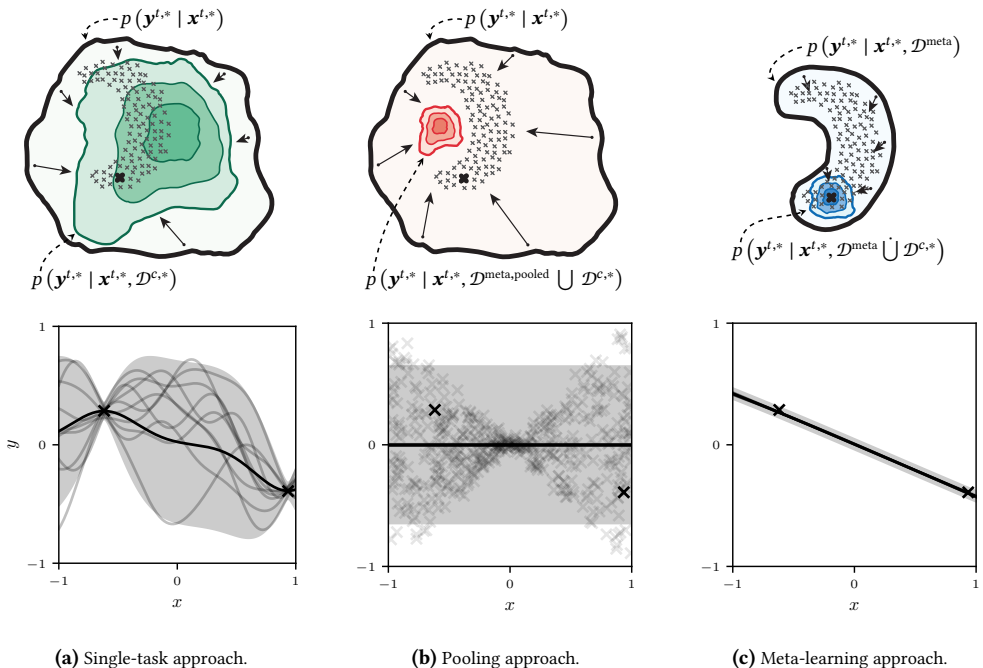 p(𝒚^{t,*} | 𝒙^{t,*})
p(𝒚^{t,*} | 𝒙^{t,*})
p(𝒚^{t,*} | 𝒙^{t,*}, 𝒟^{meta})
p(𝒚^{t,*} | 𝒙^{t,*}, 𝒟^{c,*})
p(𝒚^{t,*} | 𝒙^{t,*}, 𝒟^{meta,pooled} ⋃ 𝒟^{c,*})
p(𝒚^{t,*} | 𝒙^{t,*}, 𝒟^{meta} ⋃̇ 𝒟^{c,*})
1
y
0
−1
−1 0 1
x
1
0
−1
−1 0 1
x
1
0
−1
−1 0 1
x
(a) Single-task approach.
(b) Pooling approach.
(c) Meta-learning approach.